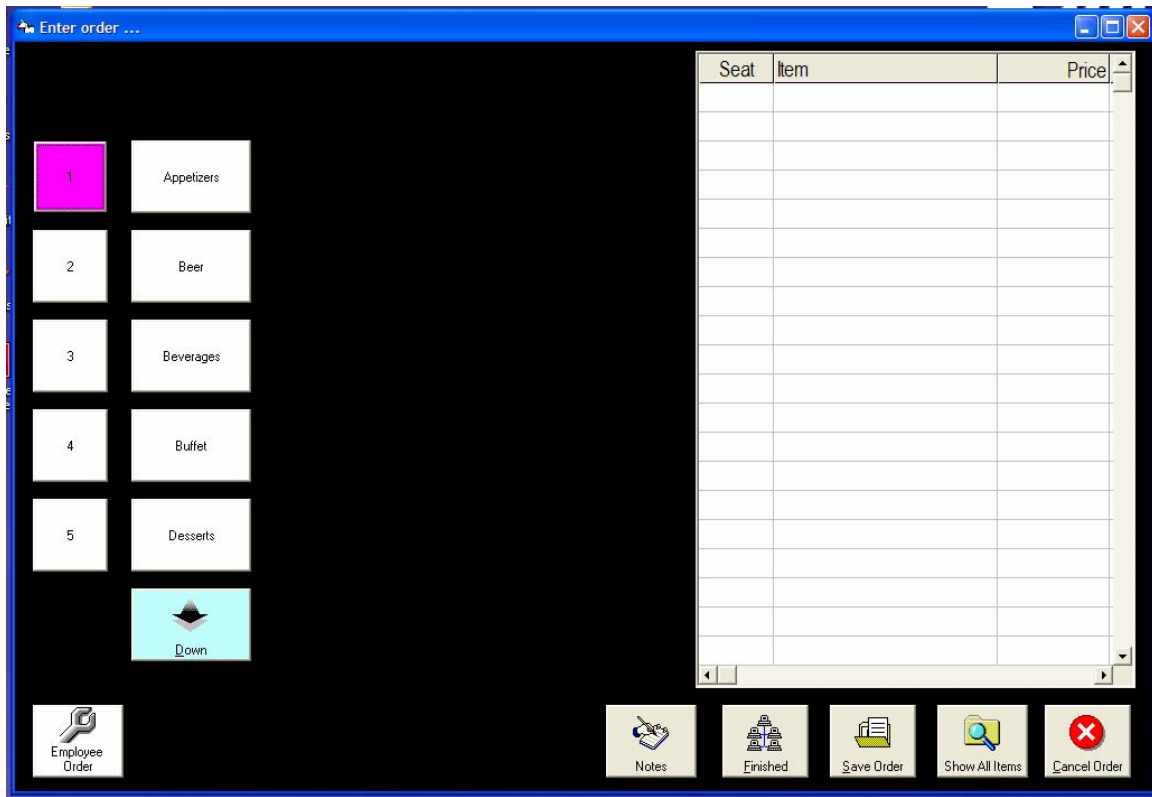 Enter order ...
Seat Item Price
1 Appetizers
2 Beer
3 Beverages
4 Buffet
5 Desserts
Down
Employee
Order
Notes
Finished
Save Order
Show All Items
Cancel Order